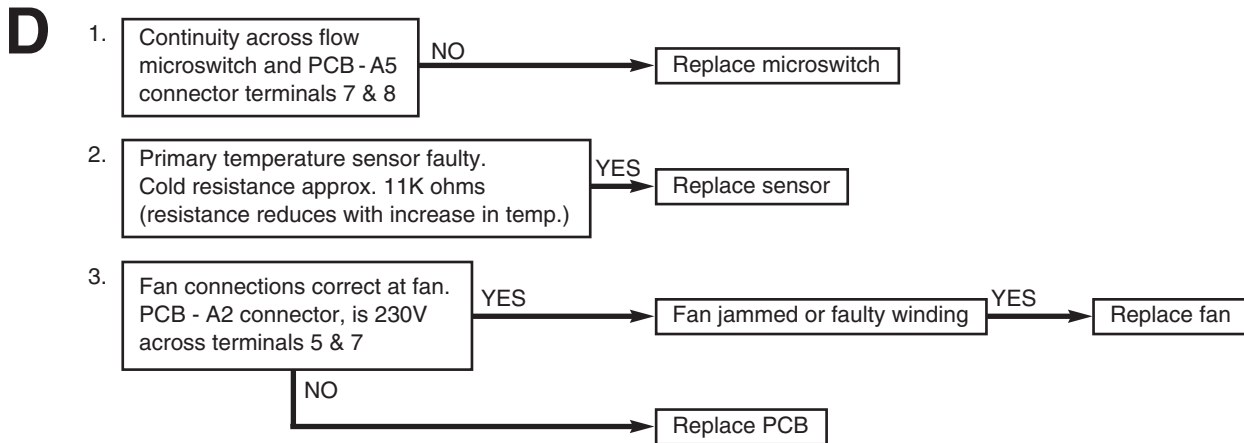 D
1.
Continuity across flow
microswitch and PCB - A5
connector terminals 7 & 8
NO
Replace microswitch
2.
Primary temperature sensor faulty.
Cold resistance approx. 11K ohms
(resistance reduces with increase in temp.)
YES
Replace sensor
3.
Fan connections correct at fan.
PCB - A2 connector, is 230V
across terminals 5 & 7
YES
Fan jammed or faulty winding
YES
Replace fan
NO
Replace PCB